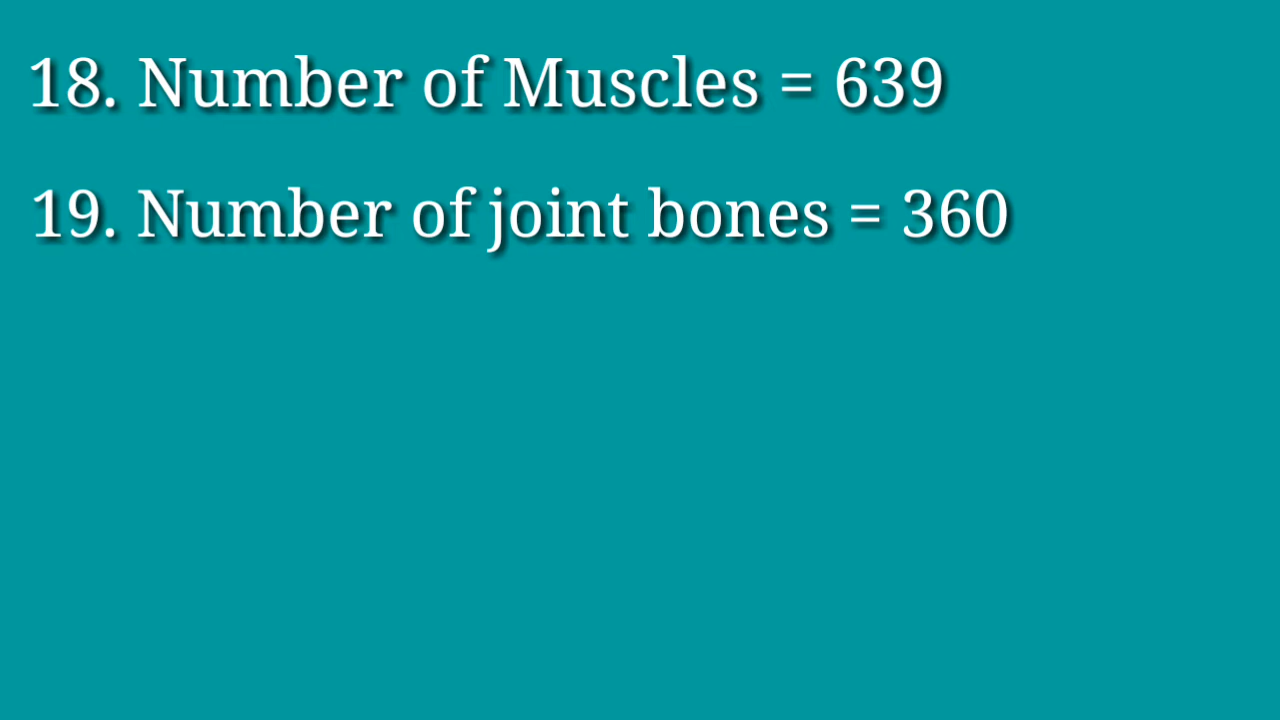 18. Number of Muscles = 639
19. Number of joint bones = 360